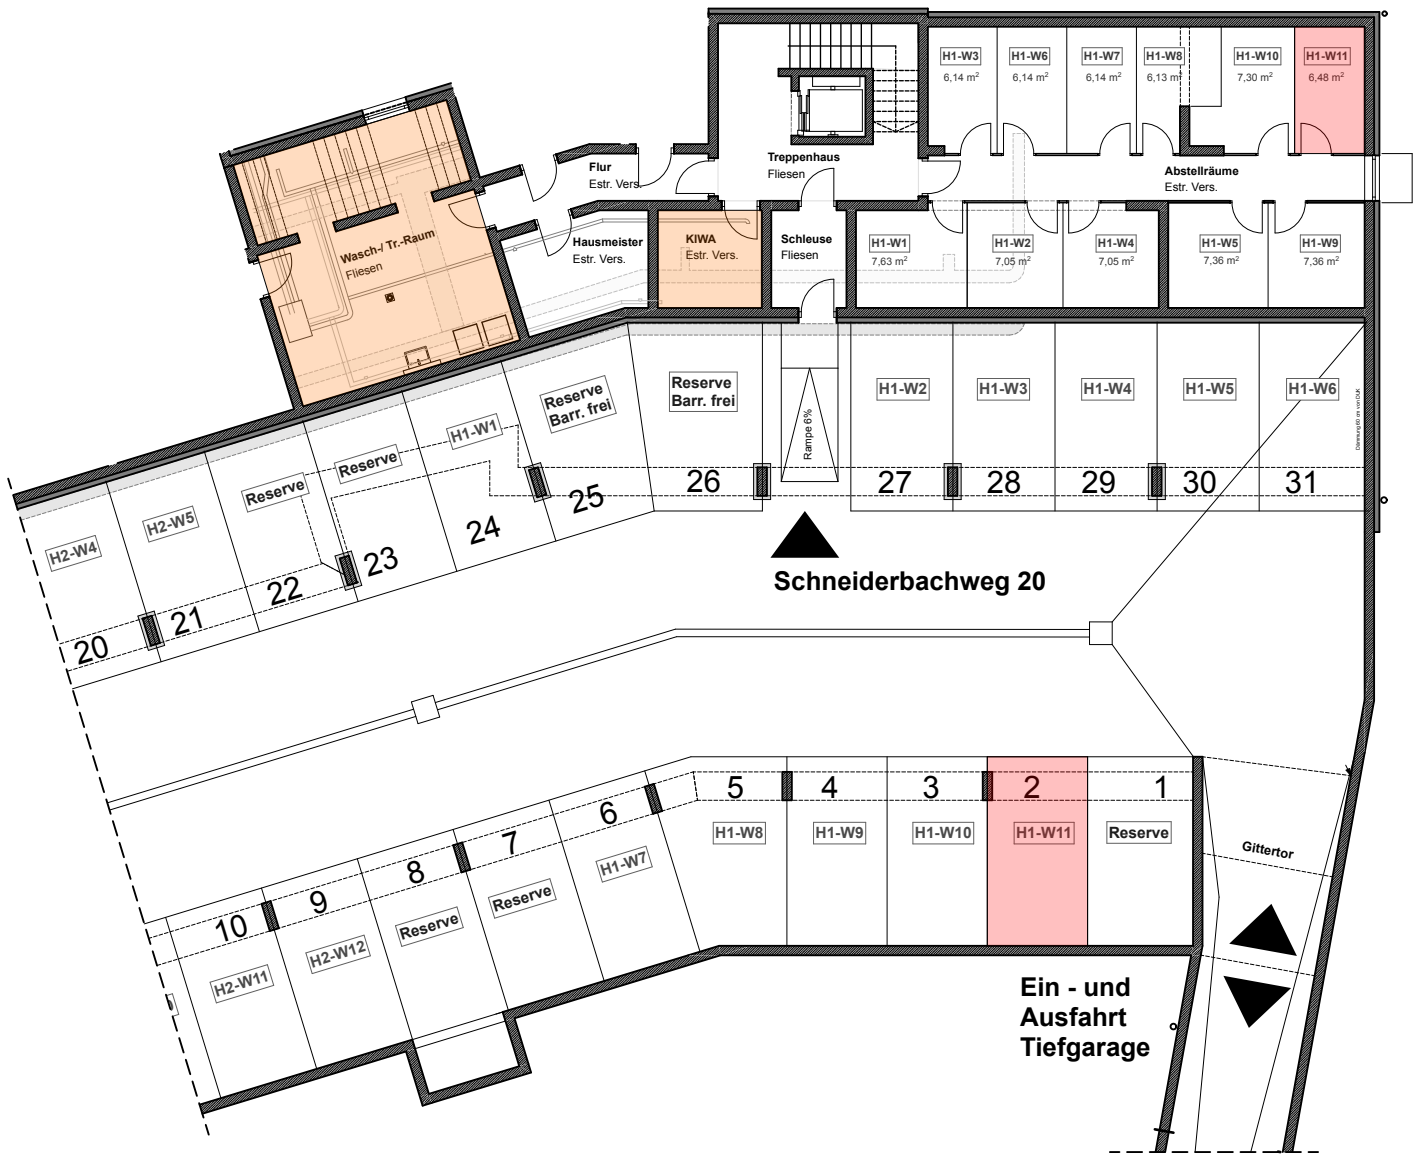 H1-W3
6,14 m²
H1-W6
6,14 m²
H1-W7
6,14 m²
H1-W8
6,13 m²
H1-W10
7,30 m²
H1-W11
6,48 m²
Flur
Estr. Vers.
Treppenhaus
Fliesen
Abstellräume
Estr. Vers.
Wasch-/ Tr.-Raum
Fliesen
Hausmeister
Estr. Vers.
KIWA
Estr. Vers.
Schleuse
Fliesen
H1-W1
7,63 m²
H1-W2
7,05 m²
H1-W4
7,05 m²
H1-W5
7,36 m²
H1-W9
7,36 m²
H2-W4
20
H2-W5
21
Reserve
22
Reserve
23
H1-W1
24
Reserve
Barr. frei
25
Reserve
Barr. frei
26
Rampe 6%
H1-W2
27
H1-W3
28
H1-W4
29
H1-W5
30
H1-W6
31
Schneiderbachweg 20
10
H2-W11
9
H2-W12
8
Reserve
7
Reserve
6
H1-W7
5
H1-W8
4
H1-W9
3
H1-W10
2
H1-W11
1
Reserve
Gittertor
Ein - und
Ausfahrt
Tiefgarage